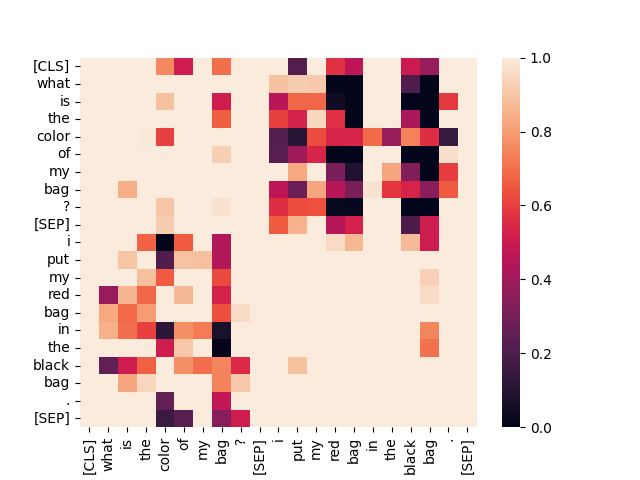 [CLS]
what
is
the
color
of
my
bag
?
[SEP]
i
put
my
red
bag
in
the
black
bag
.
[SEP]
[CLS] what is the color of my bag ? [SEP] i put my red bag in the black bag . [SEP]
1.0
0.8
0.6
0.4
0.2
0.0